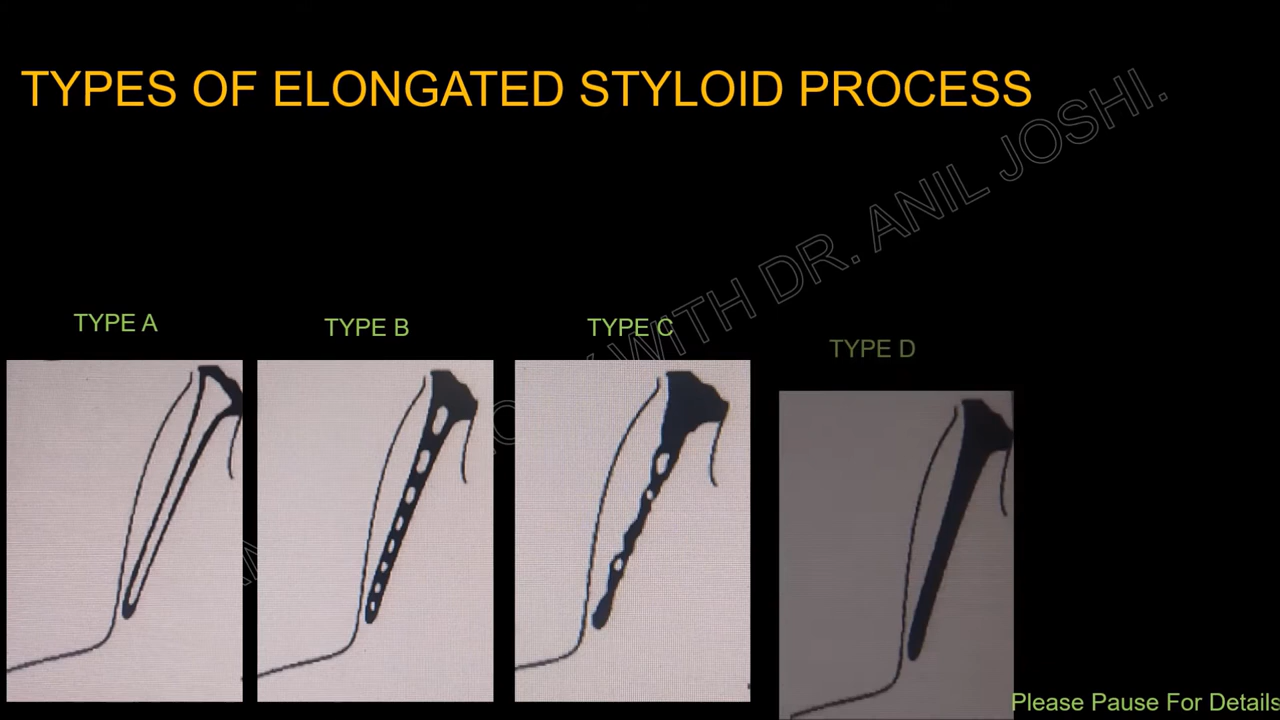 TYPES OF ELONGATED STYLOID PROCESS
WITH DR. ANIL JOSHI.
TYPE A
TYPE B
TYPE C
TYPE D
Please Pause For Details